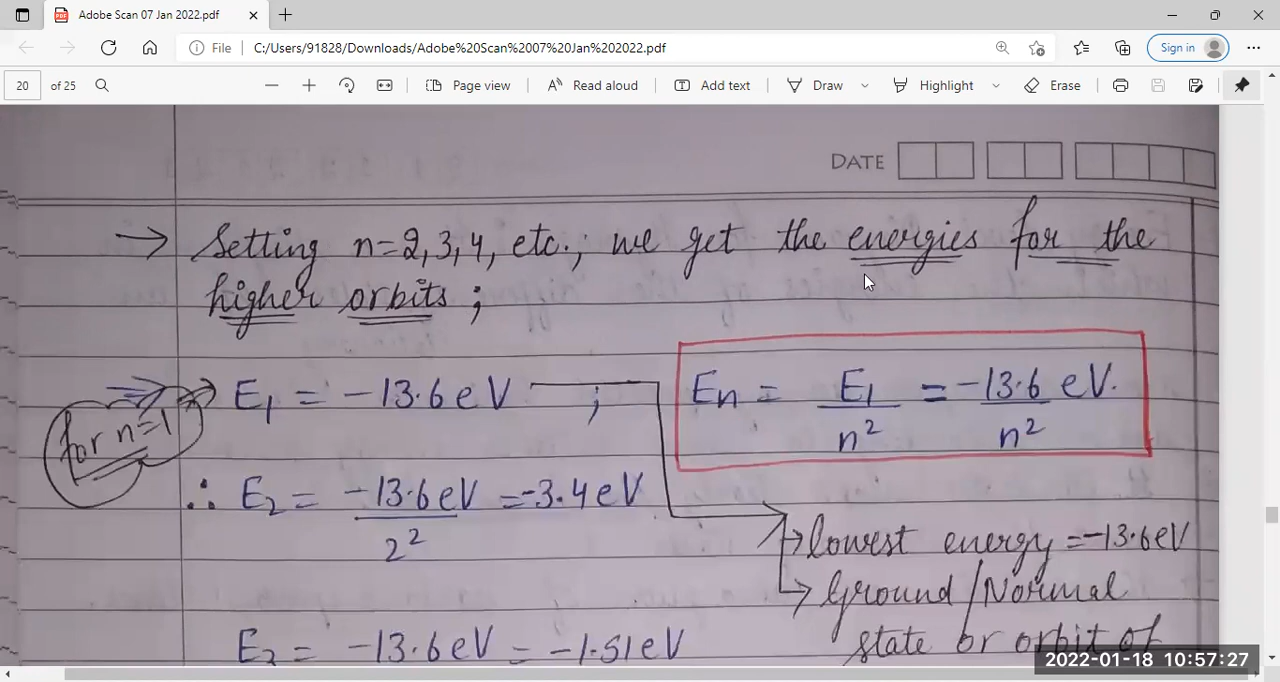 Adobe Scan 07 Jan 2022.pdf
File C:/Users/91828/Downloads/Adobe%20Scan%2007%20Jan%202022.pdf Sign in
20 of 25 Page view Read aloud Add text Draw Highlight Erase
DATE
→ Setting n=2,3,4, etc.; we get the energies for the
higher orbits ;
for n=1 → E₁ = -13.6 eV ; Eₙ = E₁/n² = -13.6/n² eV.
∴ E₂ = -13.6 eV/2² = -3.4 eV
→ lowest energy = -13.6 eV
→ Ground/Normal
state or orbit of
E₃ = -13.6 eV = -1.51 eV
2022-01-18 10:57:27